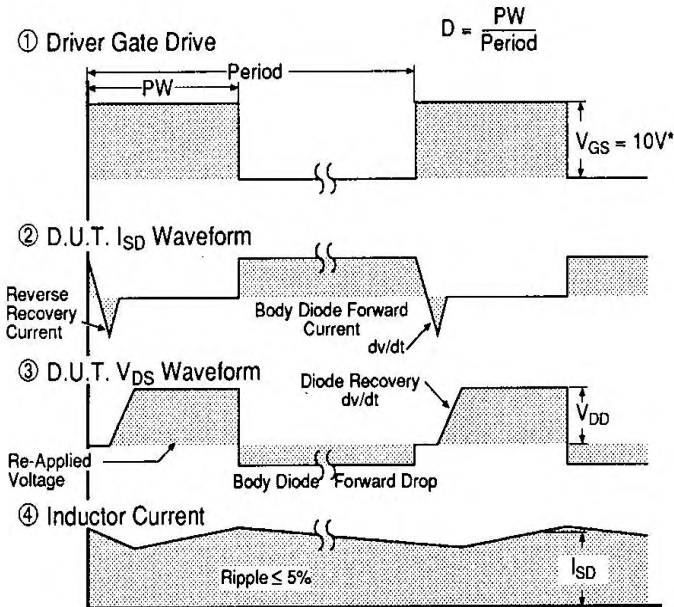 ① Driver Gate Drive
D = PW
Period
Period
PW
V_GS = 10V*
② D.U.T. I_SD Waveform
Reverse
Recovery
Current
Body Diode Forward
Current
dv/dt
③ D.U.T. V_DS Waveform
Diode Recovery
dv/dt
V_DD
Re-Applied
Voltage
Body Diode Forward Drop
④ Inductor Current
Ripple ≤ 5%
I_SD